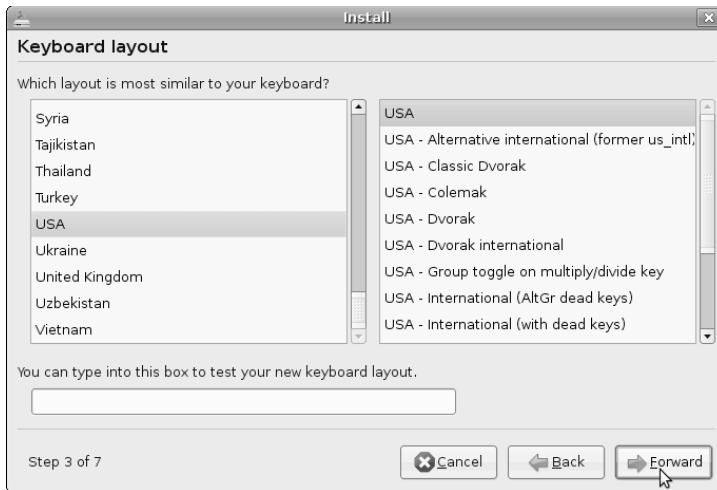 Install
Keyboard layout
Which layout is most similar to your keyboard?
Syria
Tajikistan
Thailand
Turkey
USA
Ukraine
United Kingdom
Uzbekistan
Vietnam
USA
USA - Alternative international (former us_intl)
USA - Classic Dvorak
USA - Colemak
USA - Dvorak
USA - Dvorak international
USA - Group toggle on multiply/divide key
USA - International (AltGr dead keys)
USA - International (with dead keys)
You can type into this box to test your new keyboard layout.
Step 3 of 7
Cancel
Back
Forward